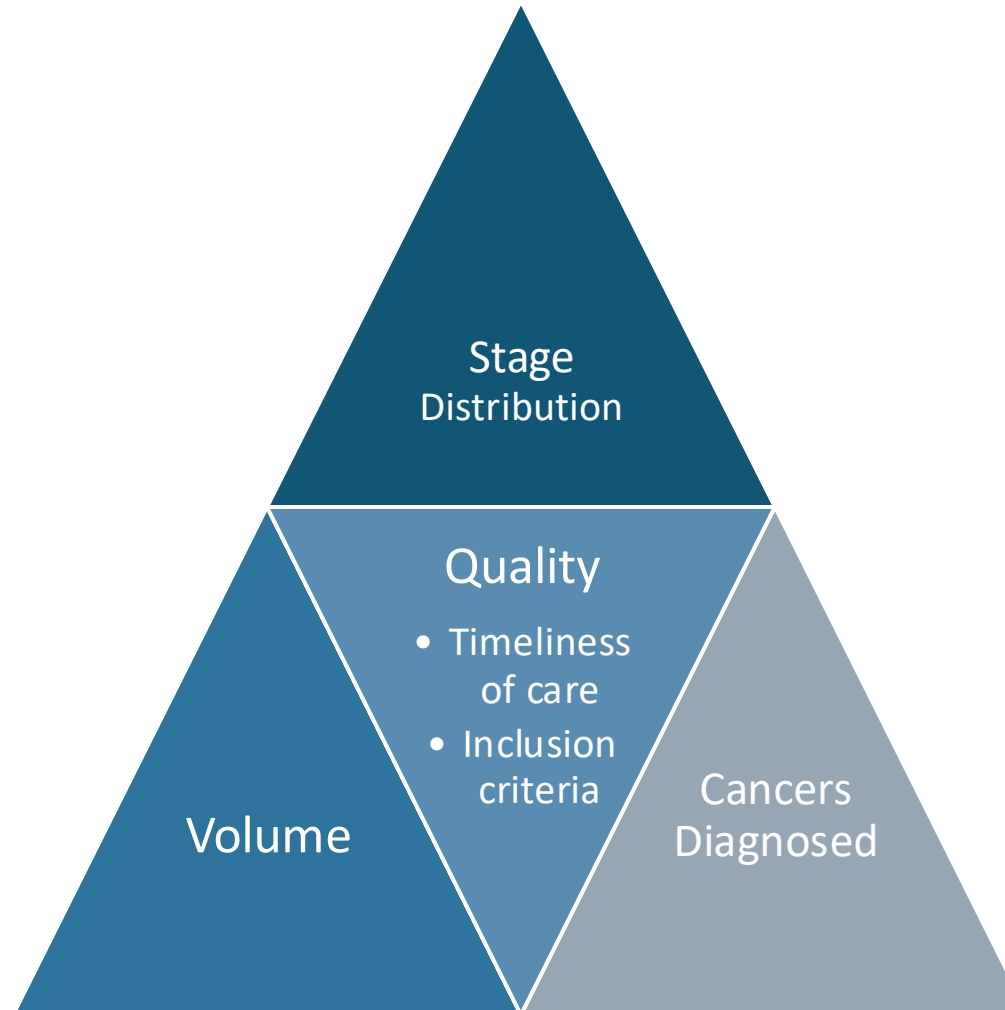 Stage
Distribution
Quality
• Timeliness
of care
• Inclusion
criteria
Volume
Cancers
Diagnosed